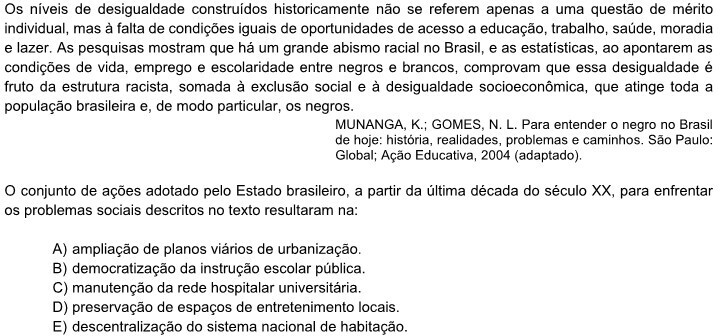 Os níveis de desigualdade construídos historicamente não se referem apenas a uma questão de mérito
individual, mas à falta de condições iguais de oportunidades de acesso a educação, trabalho, saúde, moradia
e lazer. As pesquisas mostram que há um grande abismo racial no Brasil, e as estatísticas, ao apontarem as
condições de vida, emprego e escolaridade entre negros e brancos, comprovam que essa desigualdade é
fruto da estrutura racista, somada à exclusão social e à desigualdade socioeconômica, que atinge toda a
população brasileira e, de modo particular, os negros.
MUNANGA, K.; GOMES, N. L. Para entender o negro no Brasil
de hoje: história, realidades, problemas e caminhos. São Paulo:
Global; Ação Educativa, 2004 (adaptado).
O conjunto de ações adotado pelo Estado brasileiro, a partir da última década do século XX, para enfrentar
os problemas sociais descritos no texto resultaram na:
A) ampliação de planos viários de urbanização.
B) democratização da instrução escolar pública.
C) manutenção da rede hospitalar universitária.
D) preservação de espaços de entretenimento locais.
E) descentralização do sistema nacional de habitação.